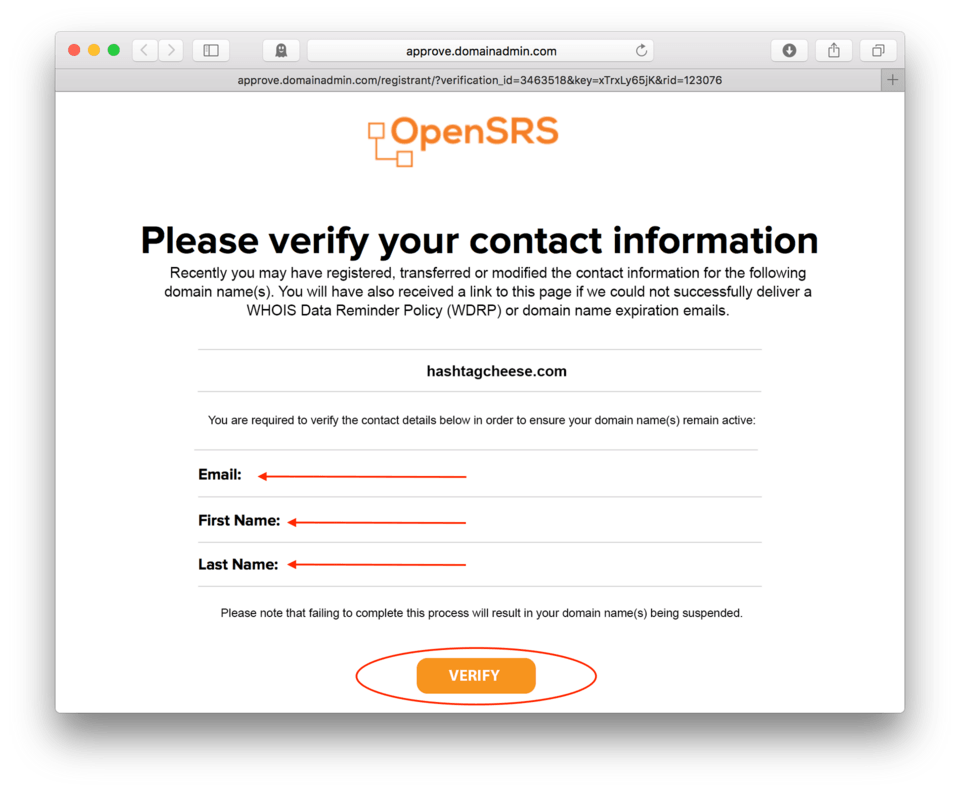 approve.domainadmin.com
approve.domainadmin.com/registrant/?verification_id=3463518&key=xTrxLy65jK&rid=123076
OpenSRS
Please verify your contact information
Recently you may have registered, transferred or modified the contact information for the following
domain name(s). You will have also received a link to this page if we could not successfully deliver a
WHOIS Data Reminder Policy (WDRP) or domain name expiration emails.
hashtagcheese.com
You are required to verify the contact details below in order to ensure your domain name(s) remain active:
Email:
First Name:
Last Name:
Please note that failing to complete this process will result in your domain name(s) being suspended.
VERIFY